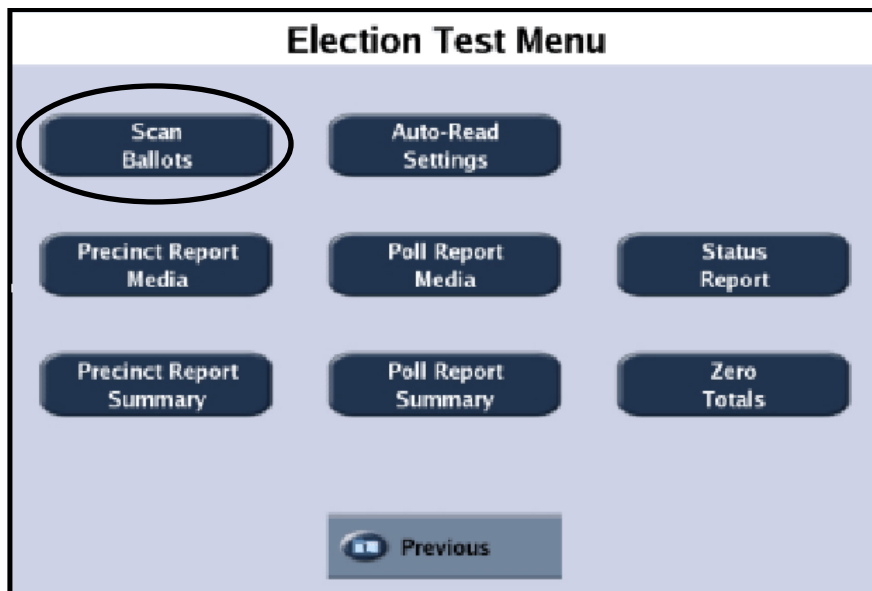 Election Test Menu
Scan
Ballots
Auto-Read
Settings
Precinct Report
Media
Poll Report
Media
Status
Report
Precinct Report
Summary
Poll Report
Summary
Zero
Totals
Previous